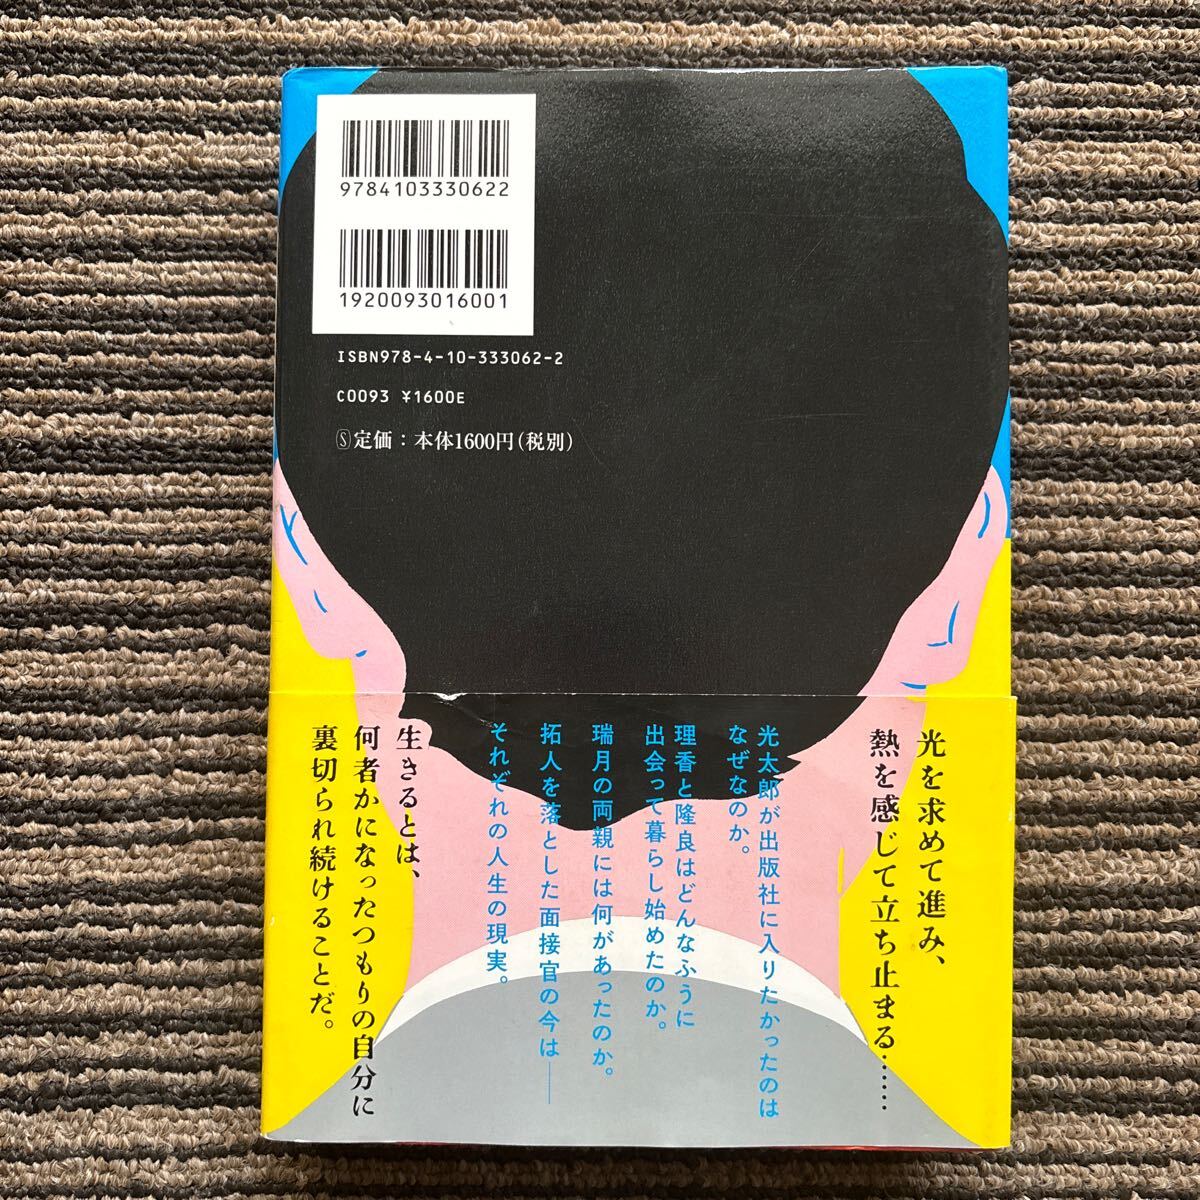 9784103330622
1920093016001
ISBN978-4-10-333062-2
C0093 ¥1600E
Ⓢ定価：本体1600円（税別）
光を求めて進み、
熱を感じて立ち止まる……
光太郎が出版社に入りたかったのは
なぜなのか。
理香と隆良はどんなふうに
出会って暮らし始めたのか。
瑞月の両親には何があったのか。
拓人を落とした面接官の今は──
それぞれの人生の現実。
生きるとは、
何者かになったつもりの自分に
裏切られ続けることだ。